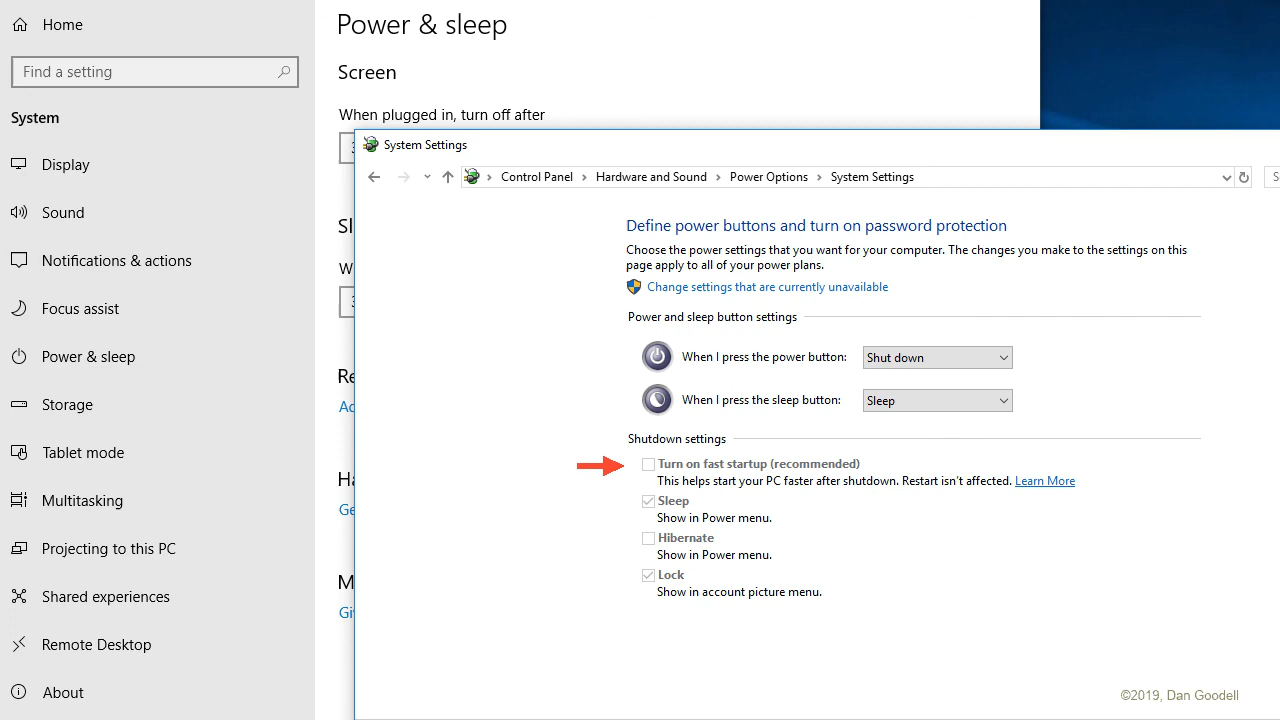 Home
Find a setting
System
Display
Sound
Notifications & actions
Focus assist
Power & sleep
Storage
Tablet mode
Multitasking
Projecting to this PC
Shared experiences
Remote Desktop
About
Power & sleep
Screen
When plugged in, turn off after
System Settings
Control Panel > Hardware and Sound > Power Options > System Settings
Define power buttons and turn on password protection
Choose the power settings that you want for your computer. The changes you make to the settings on this
page apply to all of your power plans.
Change settings that are currently unavailable
Power and sleep button settings
When I press the power button: Shut down
When I press the sleep button: Sleep
Shutdown settings
Turn on fast startup (recommended)
This helps start your PC faster after shutdown. Restart isn't affected. Learn More
Sleep
Show in Power menu.
Hibernate
Show in Power menu.
Lock
Show in account picture menu.
©2019, Dan Goodell